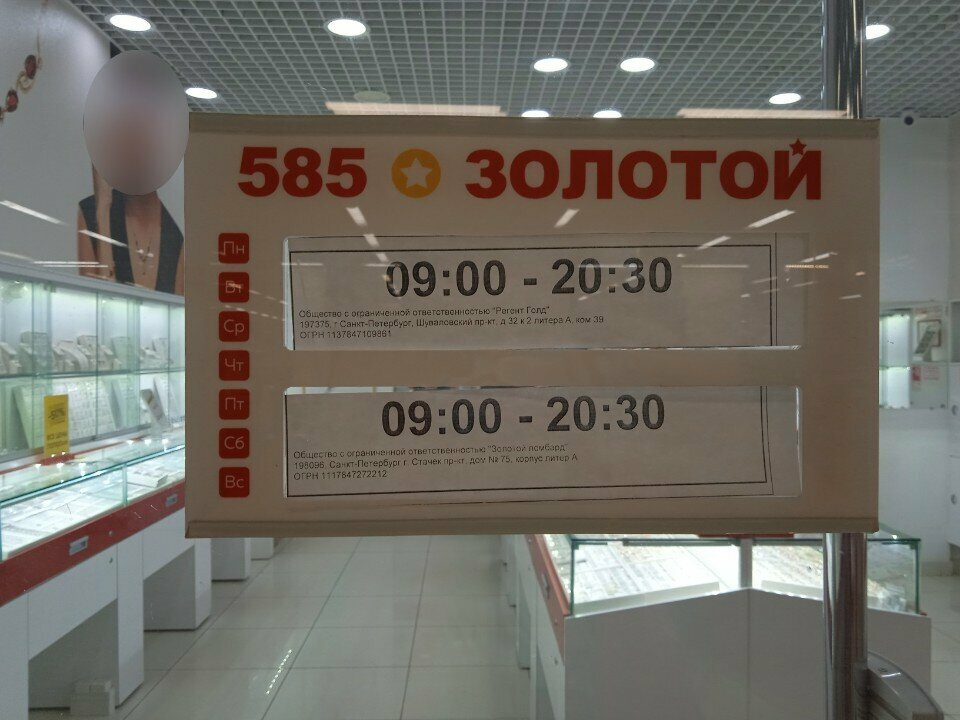 585 ЗОЛОТОЙ
Пн
Вт
Ср
Чт
Пт
Сб
Вс
09:00 - 20:30
Общество с ограниченной ответственностью "Регент Голд"
197375, г Санкт-Петербург, Шуваловский пр-кт, д 32 к 2 литера А, ком 39
ОГРН 1137847109861
09:00 - 20:30
Общество с ограниченной ответственностью "Золотой ломбард"
198096, Санкт-Петербург г, Стачек пр-кт, дом № 75, корпус литер А
ОГРН 1117847272212